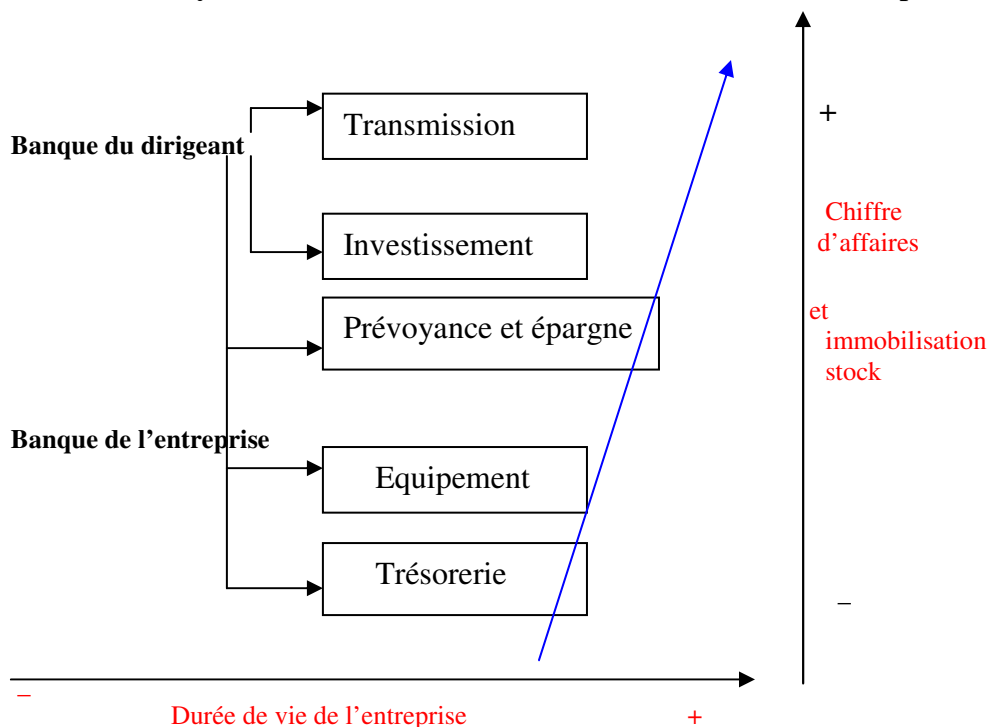 Transmission
+
Banque du dirigeant
Chiffre
d'affaires
Investissement
et
Prévoyance et épargne
immobilisation
stock
Banque de l'entreprise
Equipement
Trésorerie
–
–
Durée de vie de l'entreprise
+